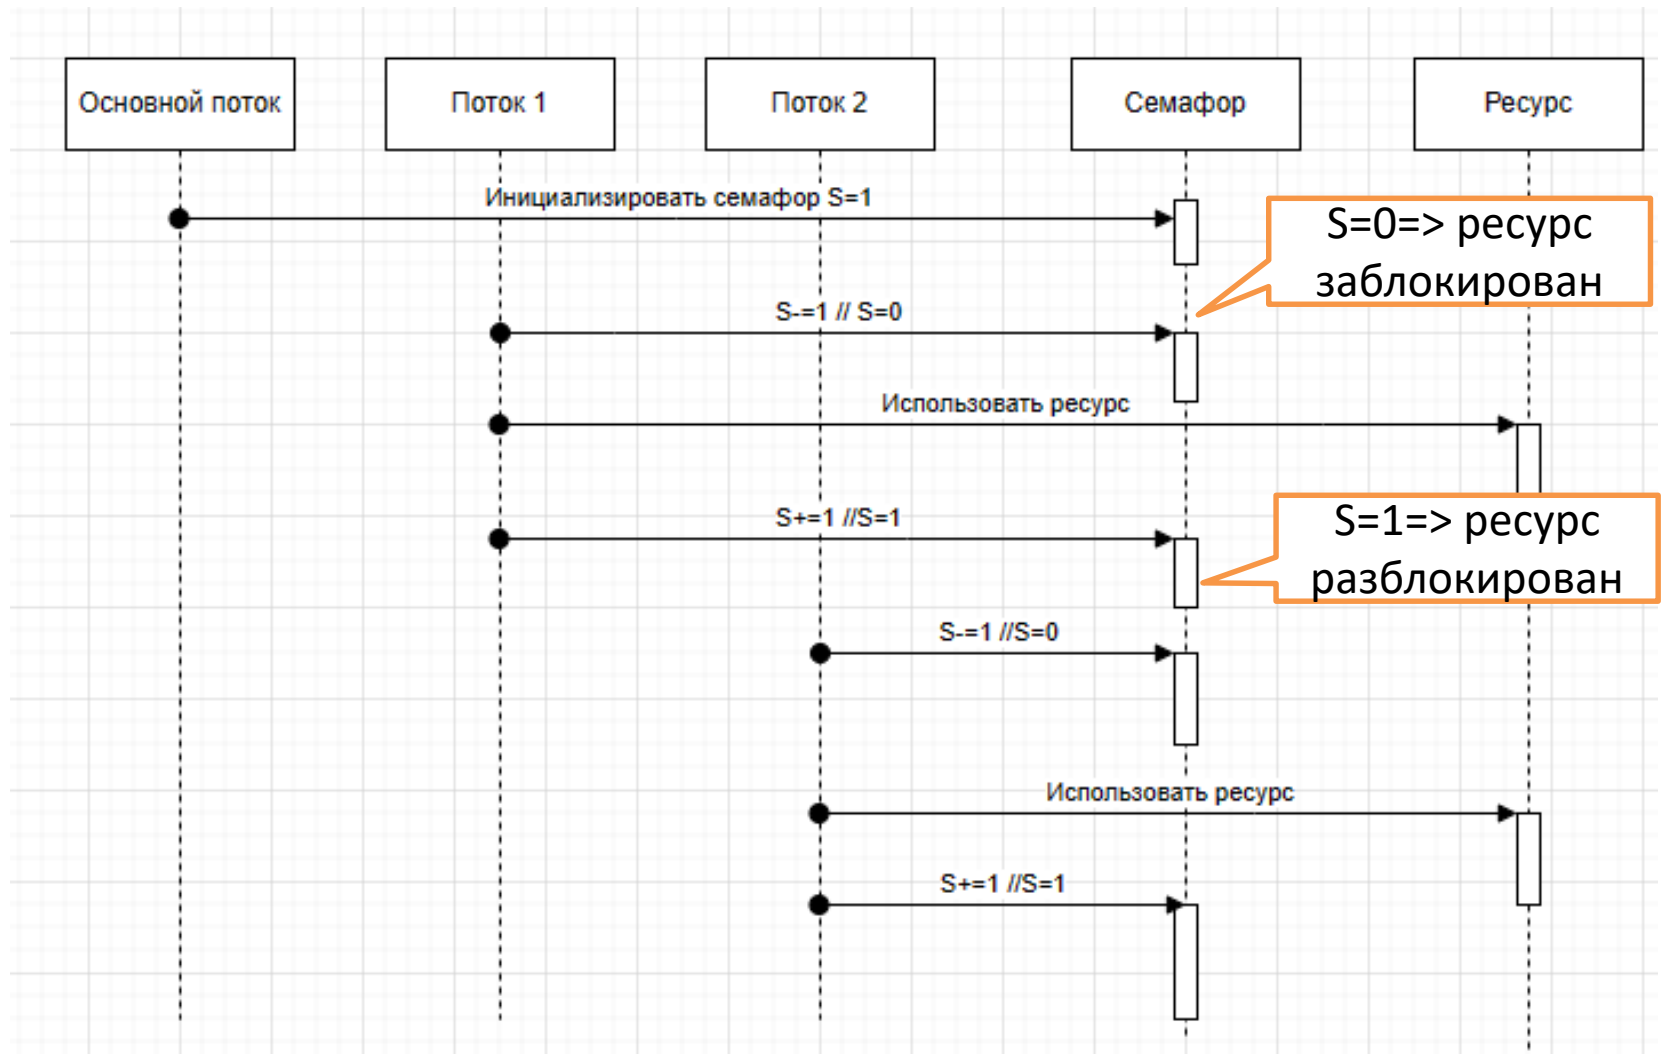 Основной поток
Поток 1
Поток 2
Семафор
Ресурс
Инициализировать семафор S=1
S=0=> ресурс
заблокирован
S-=1 // S=0
Использовать ресурс
S+=1 //S=1
S=1=> ресурс
разблокирован
S-=1 //S=0
Использовать ресурс
S+=1 //S=1